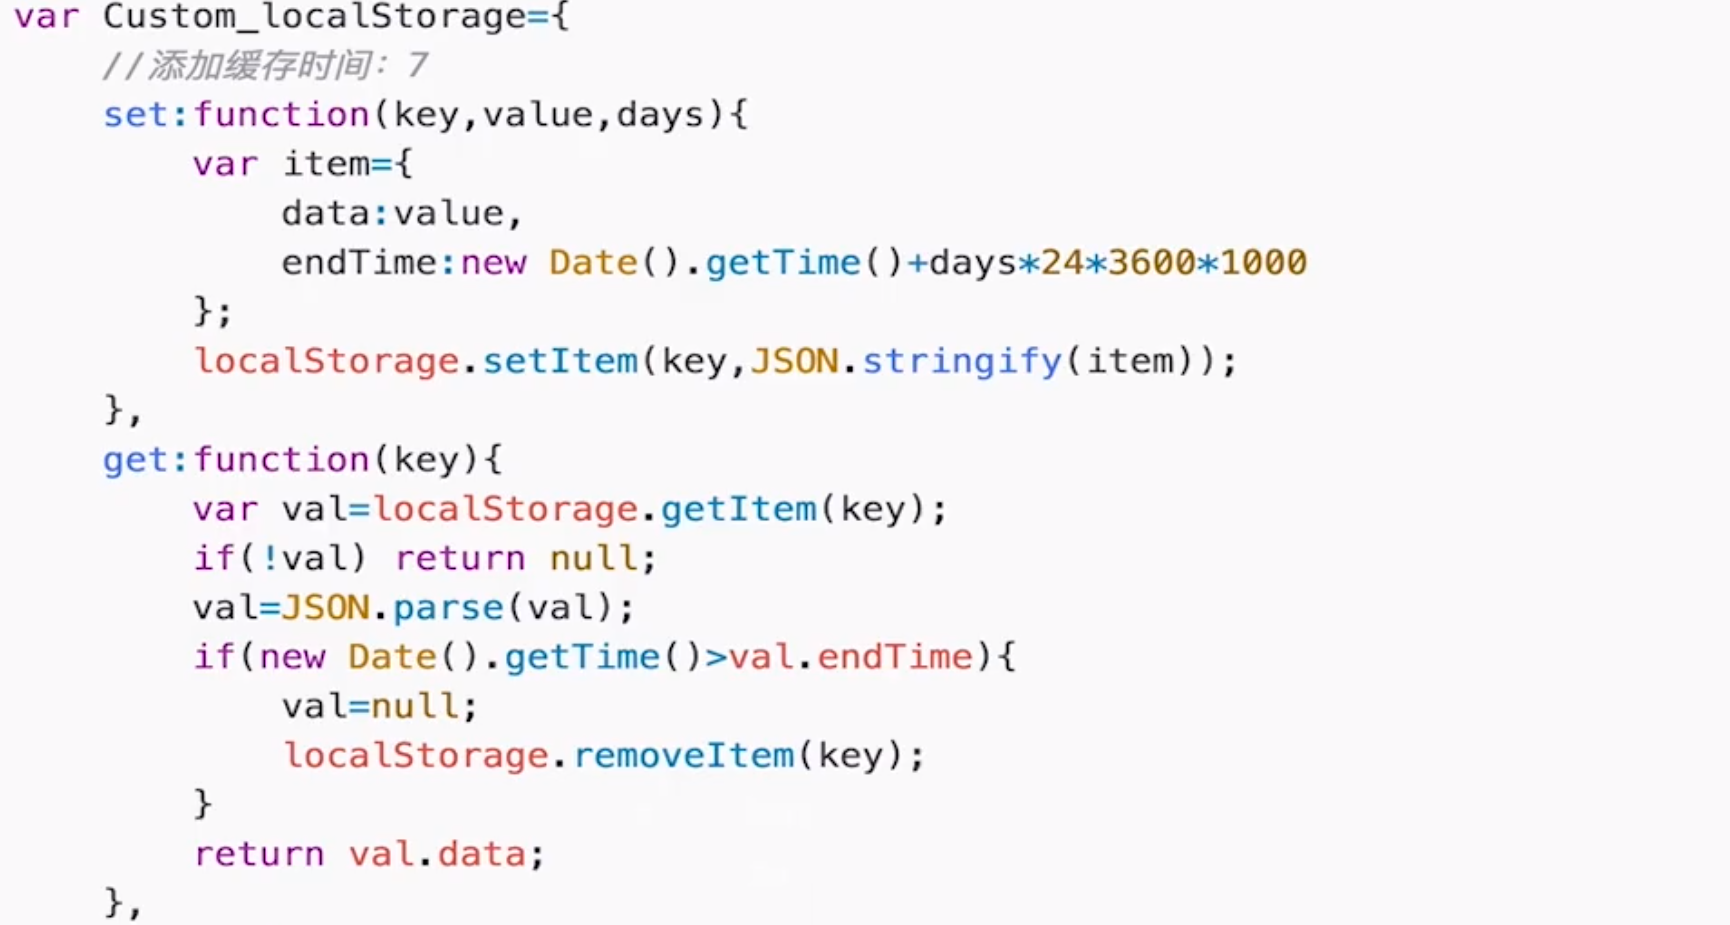 var Custom_localStorage={
//添加缓存时间：7
set:function(key,value,days){
var item={
data:value,
endTime:new Date().getTime()+days*24*3600*1000
};
localStorage.setItem(key,JSON.stringify(item));
},
get:function(key){
var val=localStorage.getItem(key);
if(!val) return null;
val=JSON.parse(val);
if(new Date().getTime()>val.endTime){
val=null;
localStorage.removeItem(key);
}
return val.data;
},